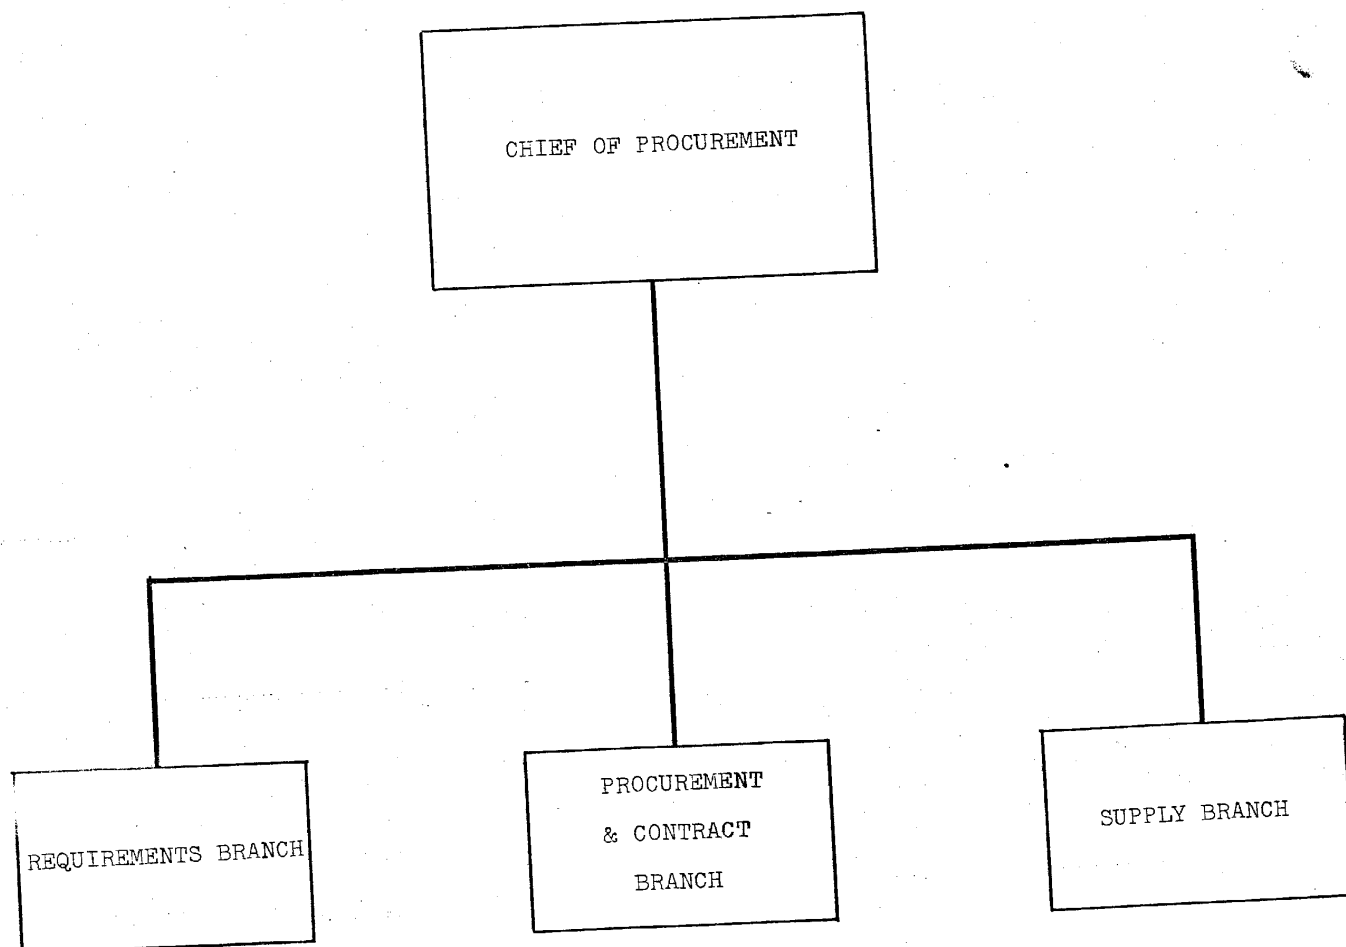 CHIEF OF PROCUREMENT
REQUIREMENTS BRANCH
PROCUREMENT
& CONTRACT
BRANCH
SUPPLY BRANCH